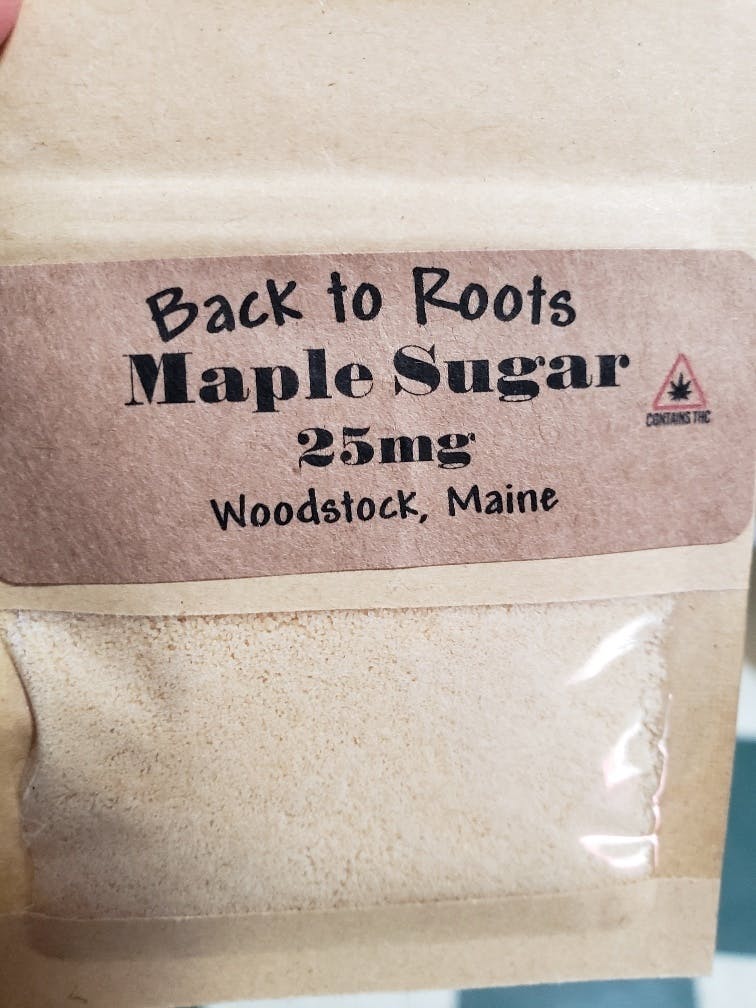 Back to Roots
Maple Sugar
25mg
Woodstock, Maine
CONTAINS THC